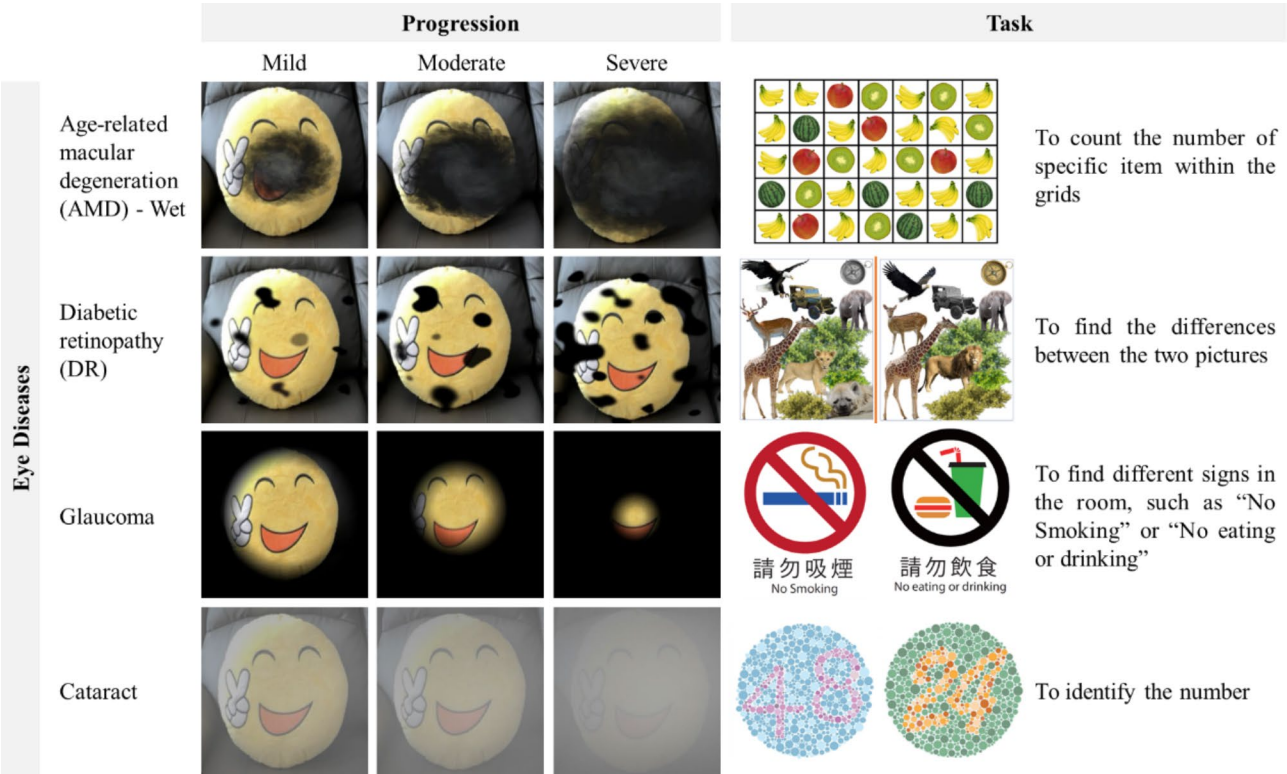 Progression
Task
Mild
Moderate
Severe
Eye Diseases
Age-related
macular
degeneration
(AMD) - Wet
To count the number of
specific item within the
grids
Diabetic
retinopathy
(DR)
To find the differences
between the two pictures
Glaucoma
請勿吸煙
No Smoking
請勿飲食
No eating or drinking
To find different signs in
the room, such as “No
Smoking” or “No eating
or drinking”
Cataract
48
24
To identify the number